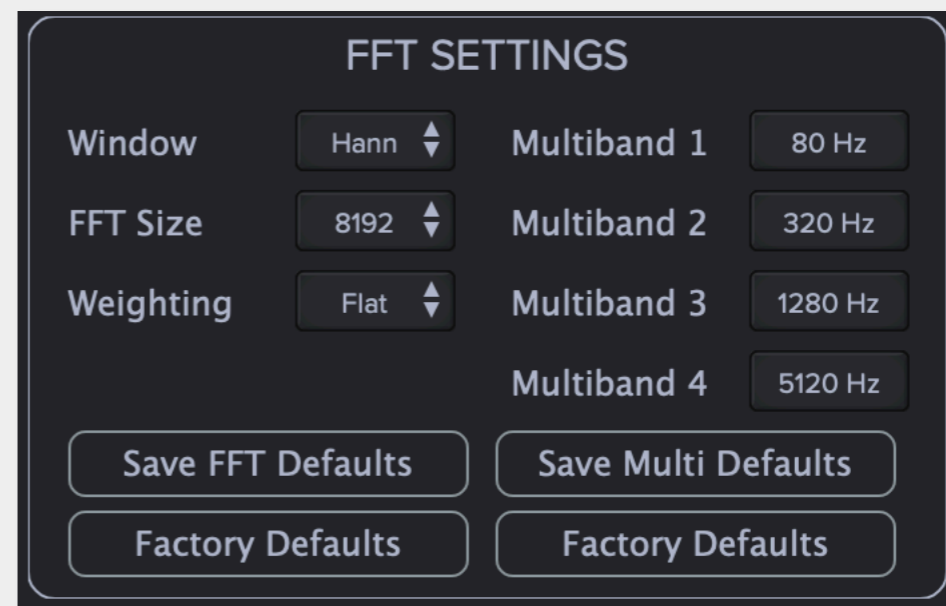 FFT SETTINGS
Window Hann Multiband 1 80 Hz
FFT Size 8192 Multiband 2 320 Hz
Weighting Flat Multiband 3 1280 Hz
Multiband 4 5120 Hz
Save FFT Defaults Save Multi Defaults
Factory Defaults Factory Defaults